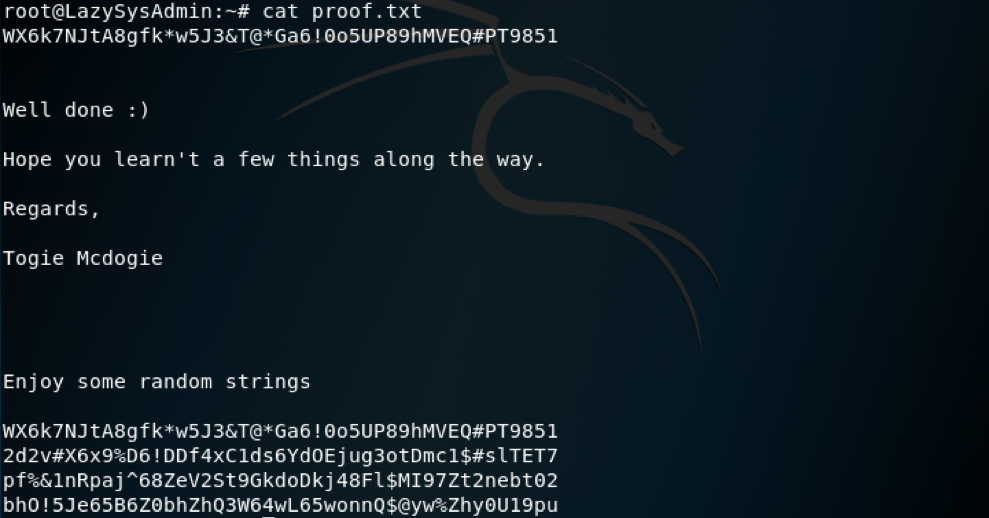 root@LazySysAdmin:~# cat proof.txt
WX6k7NJtA8gfk*w5J3&T@*Ga6!0o5UP89hMVEQ#PT9851
Well done :)
Hope you learn't a few things along the way.
Regards,
Togie Mcdogie
Enjoy some random strings
WX6k7NJtA8gfk*w5J3&T@*Ga6!0o5UP89hMVEQ#PT9851
2d2v#X6x9%D6!DDf4xC1ds6YdOEjug3otDmc1$#slTET7
pf%&1nRpaj^68ZeV2St9GkdoDkj48Fl$MI97Zt2nebt02
bhO!5Je65B6Z0bhZhQ3W64wL65wonnQ$@yw%Zhy0U19pu